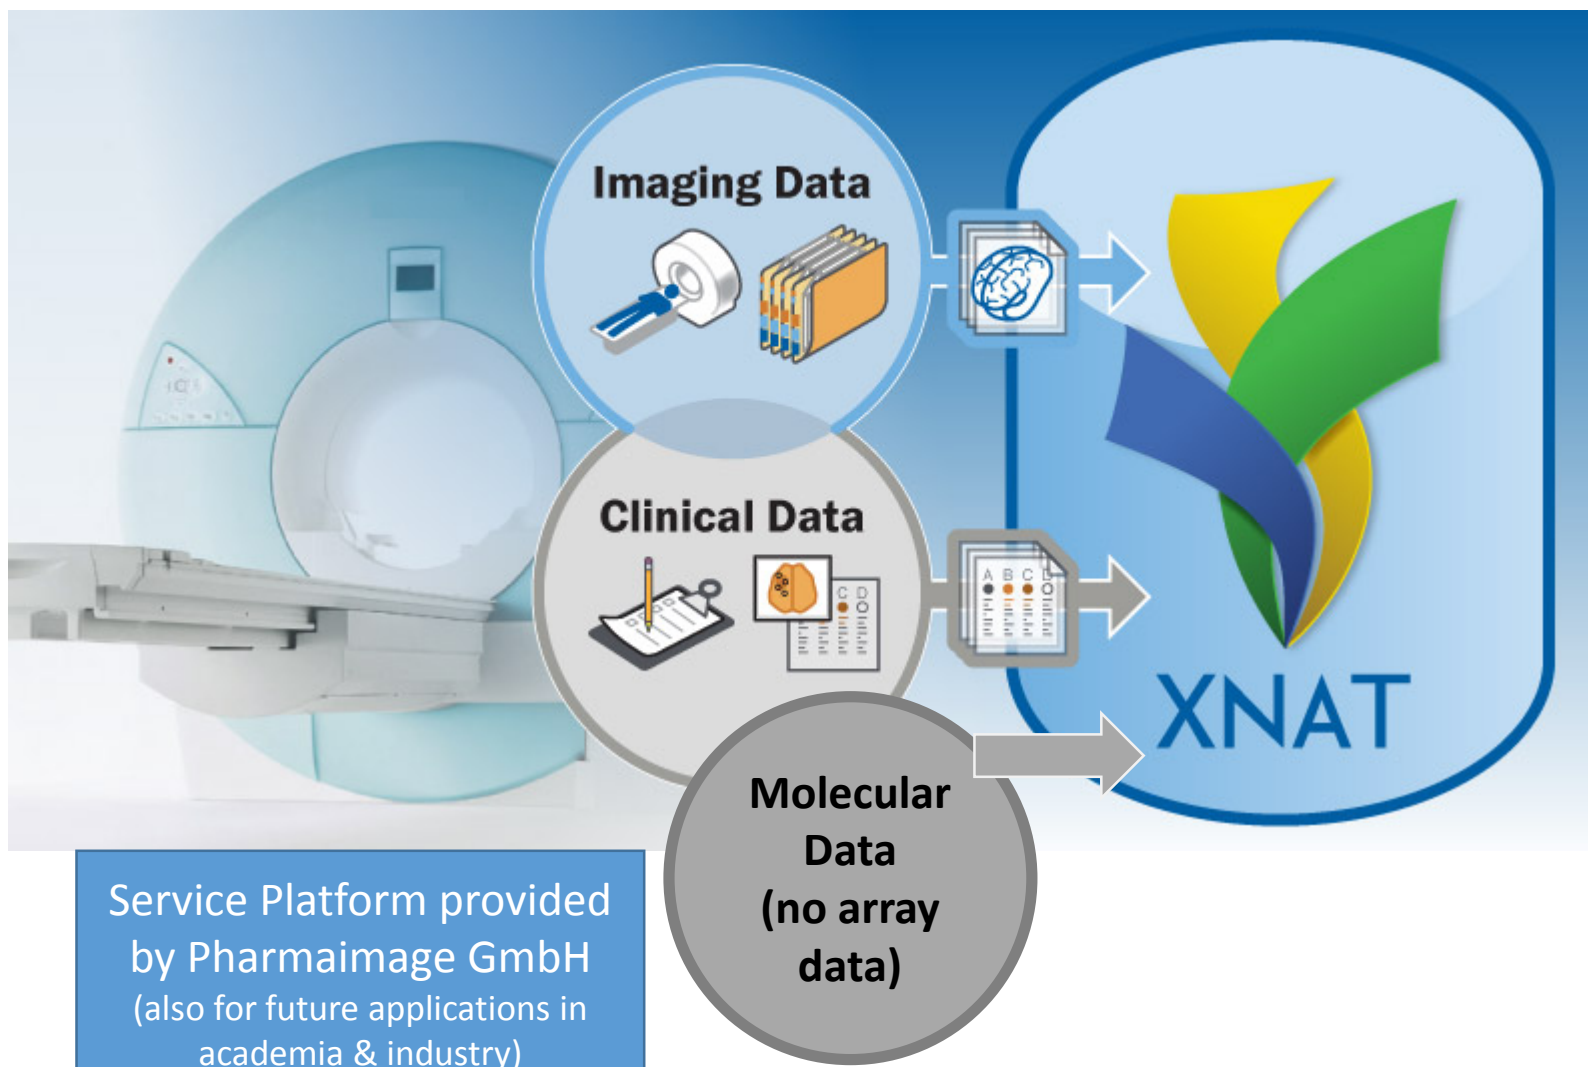 Imaging Data
Clinical Data
C D
A B C D
XNAT
Molecular
Data
(no array
data)
Service Platform provided
by Pharmaimage GmbH
(also for future applications in
academia & industry)